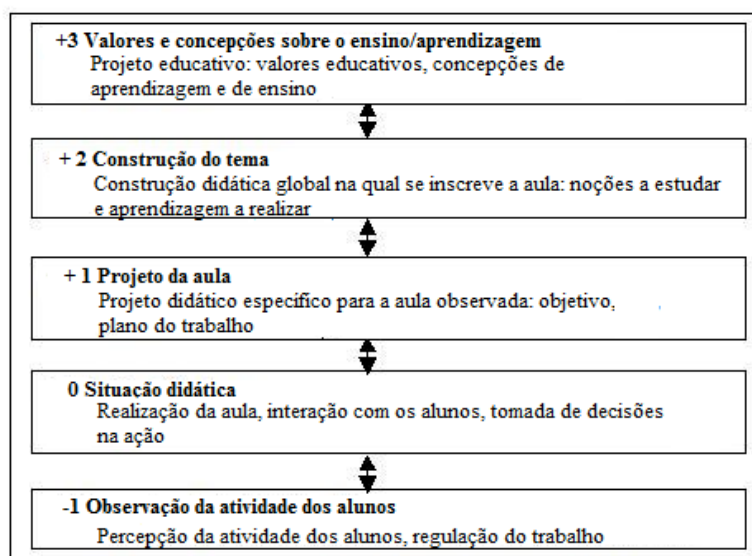 +3 Valores e concepções sobre o ensino/aprendizagem
Projeto educativo: valores educativos, concepções de
aprendizagem e de ensino
+ 2 Construção do tema
Construção didática global na qual se inscreve a aula: noções a estudar
e aprendizagem a realizar
+ 1 Projeto da aula
Projeto didático específico para a aula observada: objetivo,
plano do trabalho
0 Situação didática
Realização da aula, interação com os alunos, tomada de decisões
na ação
-1 Observação da atividade dos alunos
Percepção da atividade dos alunos, regulação do trabalho